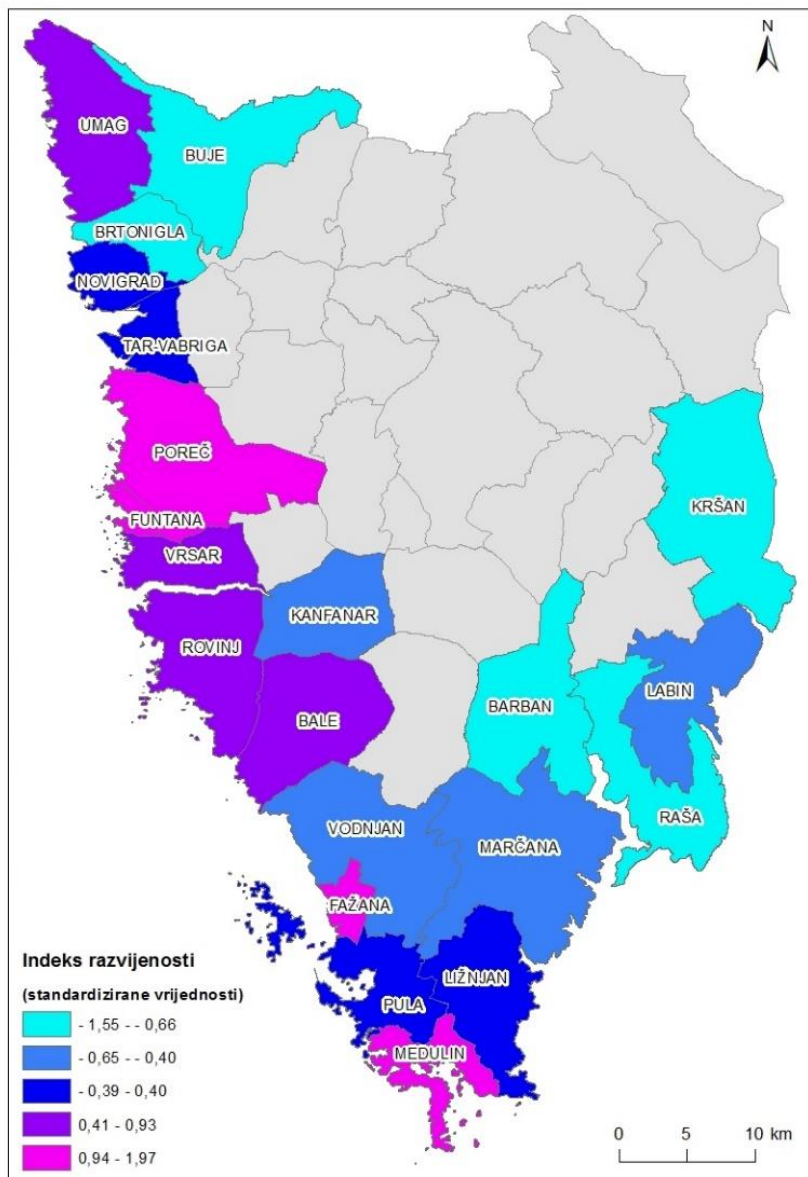 N
UMAG
BUJE
BRTONIGLA
NOVIGRAD
TAR-VABRIGA
POREČ
KRŠAN
FUNTANA
VRSAR
KANFANAR
ROVINJ
LABIN
BARBAN
BALE
RAŠA
VODNJAN
MARČANA
FAŽANA
LIŽNJAN
PULA
MEDULIN
Indeks razvijenosti
(standardizirane vrijednosti)
- 1,55 - - 0,66
-0,65 - - 0,40
- 0,39 - 0,40
0,41 - 0,93
0,94 - 1,97
0 5 10 km